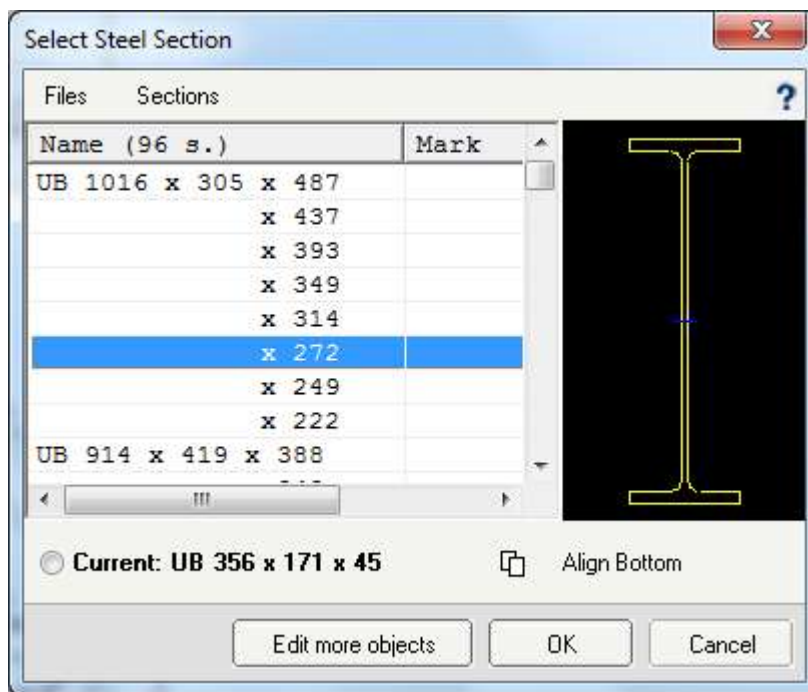 Select Steel Section
Files Sections ?
Name (96 s.) Mark
UB 1016 x 305 x 487
x 437
x 393
x 349
x 314
x 272
x 249
x 222
UB 914 x 419 x 388
Current: UB 356 x 171 x 45 Align Bottom
Edit more objects OK Cancel